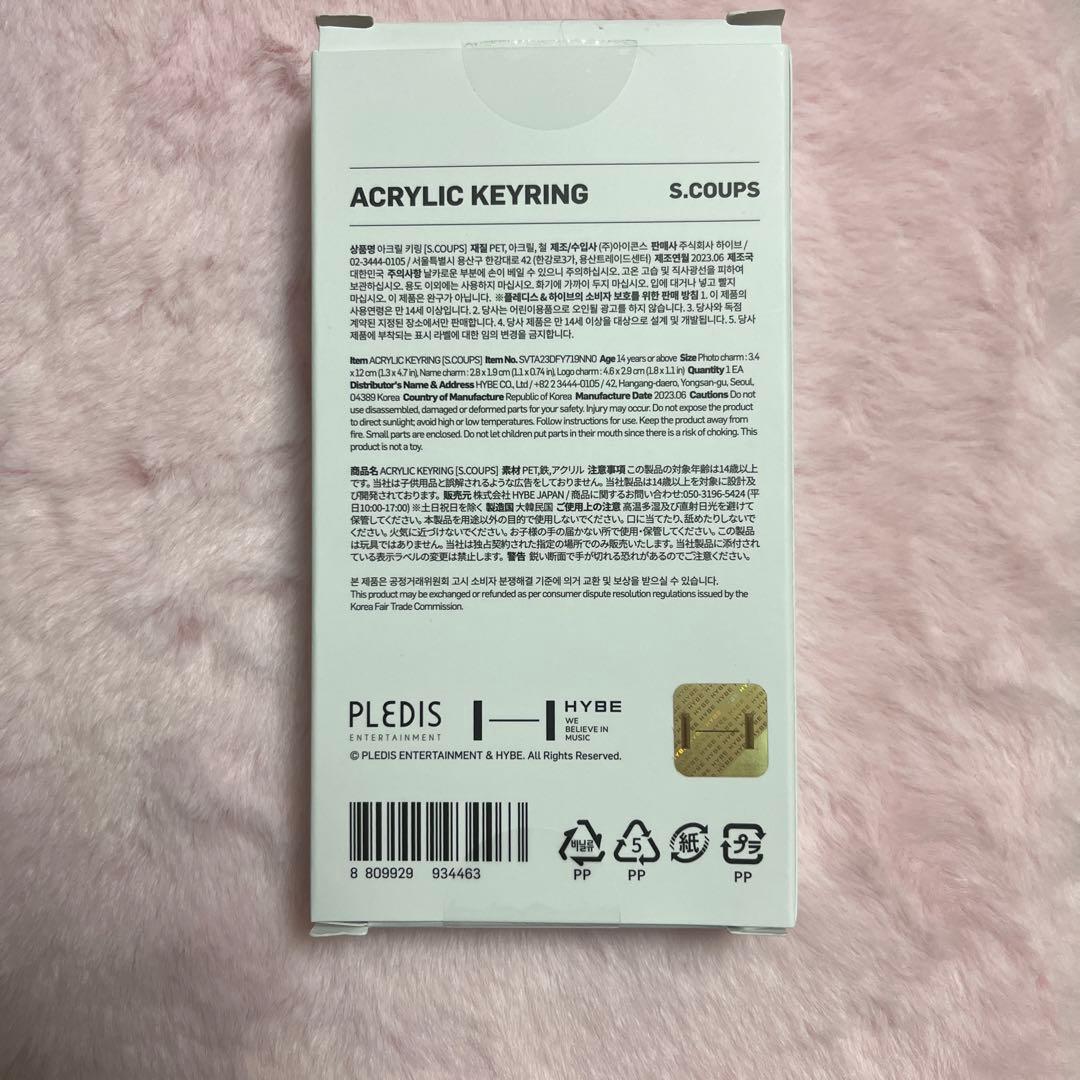 ACRYLIC KEYRING S.COUPS
상품명 아크릴 키링 [S.COUPS] 재질 PET, 아크릴, 철 제조/수입사 (주)아이콘스 판매사 주식회사 하이브 /
02-3444-0105 / 서울특별시 용산구 한강대로 42 (한강로3가, 용산트레이드센터) 제조연월 2023.06 제조국
대한민국 주의사항 날카로운 부분에 손이 베일 수 있으니 주의하십시오. 고온 고습 및 직사광선을 피하여
보관하십시오. 용도 이외에는 사용하지 마십시오. 화기에 가까이 두지 마십시오. 입에 대거나 넣고 빨지
마십시오. 이 제품은 완구가 아닙니다. ※플레디스 & 하이브의 소비자 보호를 위한 판매 방침 1. 이 제품의
사용연령은 만 14세 이상입니다. 2. 당사는 어린이용품으로 오인될 광고를 하지 않습니다. 3. 당사와 독점
계약된 지정된 장소에서만 판매합니다. 4. 당사 제품은 만 14세 이상을 대상으로 설계 및 개발됩니다. 5. 당사
제품에 부착되는 표시 라벨에 대한 임의 변경을 금지합니다.
Item ACRYLIC KEYRING [S.COUPS] Item No. SVTA23DFY719NN0 Age 14 years or above Size Photo charm : 3.4
x 12 cm (1.3 x 4.7 in), Name charm : 2.8 x 1.9 cm (1.1 x 0.74 in), Logo charm : 4.6 x 2.9 cm (1.8 x 1.1 in) Quantity 1 EA
Distributor's Name & Address HYBE CO., Ltd / +82 2 3444-0105 / 42, Hangang-daero, Yongsan-gu, Seoul,
04389 Korea Country of Manufacture Republic of Korea Manufacture Date 2023.06 Cautions Do not
use disassembled, damaged or deformed parts for your safety. Injury may occur. Do not expose the product
to direct sunlight; avoid high or low temperatures. Follow instructions for use. Keep the product away from
fire. Small parts are enclosed. Do not let children put parts in their mouth since there is a risk of choking. This
product is not a toy.
商品名 ACRYLIC KEYRING [S.COUPS] 素材 PET,鉄,アクリル 注意事項 この製品の対象年齢は14歳以上
です。当社は子供用品と誤解されるような広告をしておりません。当社製品は14歳以上を対象に設計及
び開発されております。 販売元 株式会社 HYBE JAPAN / 商品に関するお問い合わせ:050-3196-5424 (平
日10:00-17:00) ※土日祝日を除く 製造国 大韓民国 ご使用上の注意 高温多湿及び直射日光を避けて
保管してください。本製品を用途以外の目的で使用しないでください。口に当たり、舐めたりしないで
ください。火気に近づけないでください。お子様の手の届かない所で使用・保管してください。この製品
は玩具ではありません。当社は独占契約された指定の場所でのみ販売いたします。当社製品に添付され
ている表示ラベルの変更は禁止します。 警告 鋭い断面で手が切れる恐れがあるのでご注意ください。
본 제품은 공정거래위원회 고시 소비자 분쟁해결 기준에 의거 교환 및 보상을 받으실 수 있습니다.
This product may be exchanged or refunded as per consumer dispute resolution regulations issued by the
Korea Fair Trade Commission.
PLEDIS
ENTERTAINMENT
HYBE
WE
BELIEVE IN
MUSIC
© PLEDIS ENTERTAINMENT & HYBE. All Rights Reserved.
HYBE HYBE HYBE
8 809929 934463
비닐류 5 紙 プラ
PP PP PP